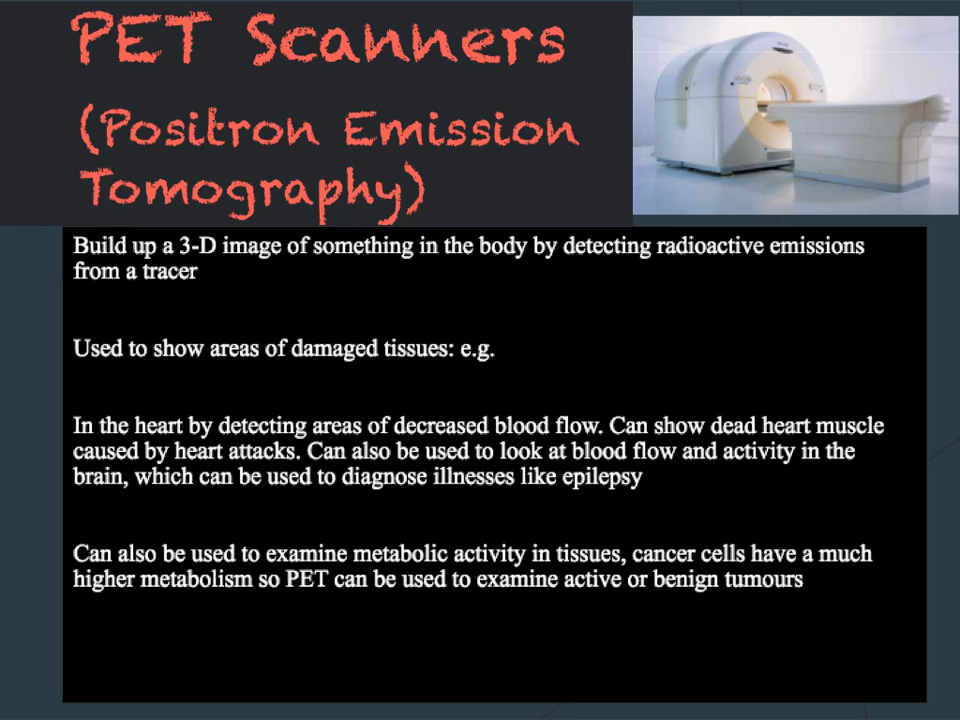 PET Scanners
(Positron Emission
Tomography)
Build up a 3-D image of something in the body by detecting radioactive emissions
from a tracer
Used to show areas of damaged tissues: e.g.
In the heart by detecting areas of decreased blood flow. Can show dead heart muscle
caused by heart attacks. Can also be used to look at blood flow and activity in the
brain, which can be used to diagnose illnesses like epilepsy
Can also be used to examine metabolic activity in tissues, cancer cells have a much
higher metabolism so PET can be used to examine active or benign tumours